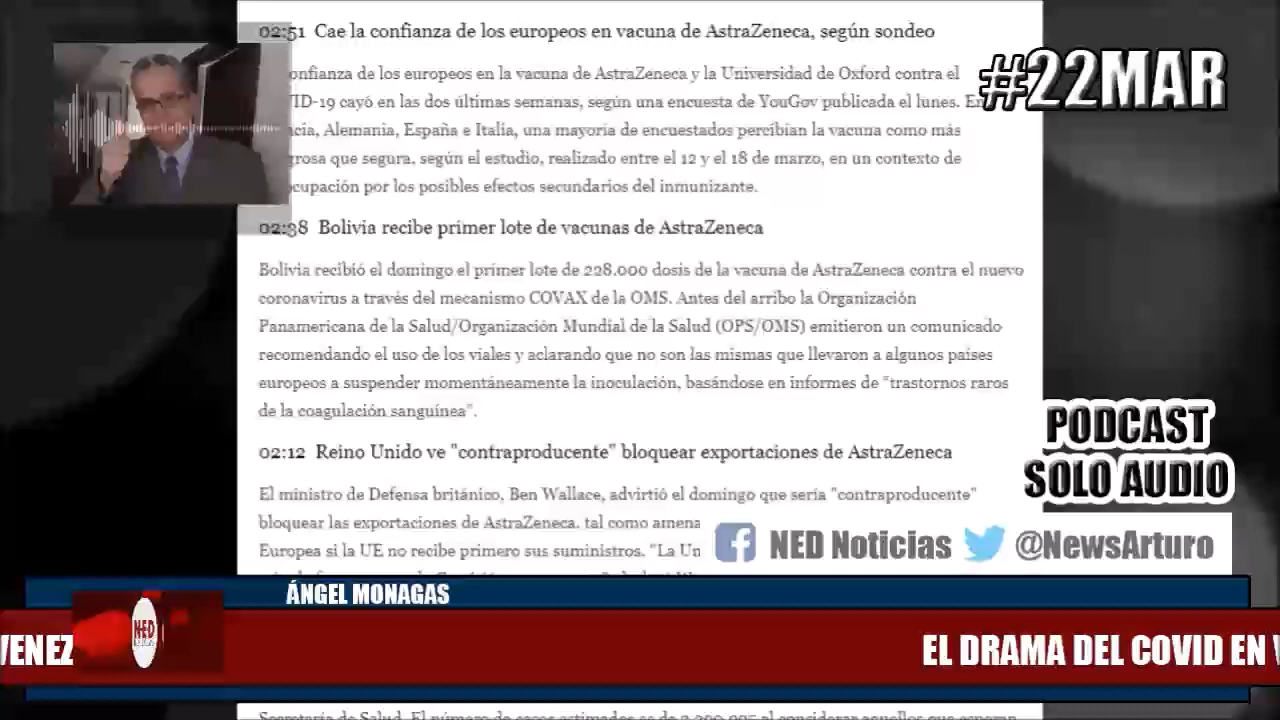 02:51 Cae la confianza de los europeos en vacuna de AstraZeneca, según sondeo
onfianza de los europeos en la vacuna de AstraZeneca y la Universidad de Oxford contra el
VID-19 cayó en las dos últimas semanas, según una encuesta de YouGov publicada el lunes. En
ncia, Alemania, España e Italia, una mayoría de encuestados percibían la vacuna como más
grosa que segura, según el estudio, realizado entre el 12 y el 18 de marzo, en un contexto de
ocupación por los posibles efectos secundarios del inmunizante.
#22MAR
02:38 Bolivia recibe primer lote de vacunas de AstraZeneca
Bolivia recibió el domingo el primer lote de 228.000 dosis de la vacuna de AstraZeneca contra el nuevo
coronavirus a través del mecanismo COVAX de la OMS. Antes del arribo la Organización
Panamericana de la Salud/Organización Mundial de la Salud (OPS/OMS) emitieron un comunicado
recomendando el uso de los viales y aclarando que no son las mismas que llevaron a algunos países
europeos a suspender momentáneamente la inoculación, basándose en informes de "trastornos raros
de la coagulación sanguínea".
02:12 Reino Unido ve "contraproducente" bloquear exportaciones de AstraZeneca
El ministro de Defensa británico, Ben Wallace, advirtió el domingo que sería "contraproducente"
bloquear las exportaciones de AstraZeneca, tal como amena
Europea si la UE no recibe primero sus suministros. "La Un
PODCAST
SOLO AUDIO
NED Noticias @NewsArturo
ÁNGEL MONAGAS
VENEZ
NED
EL DRAMA DEL COVID EN V